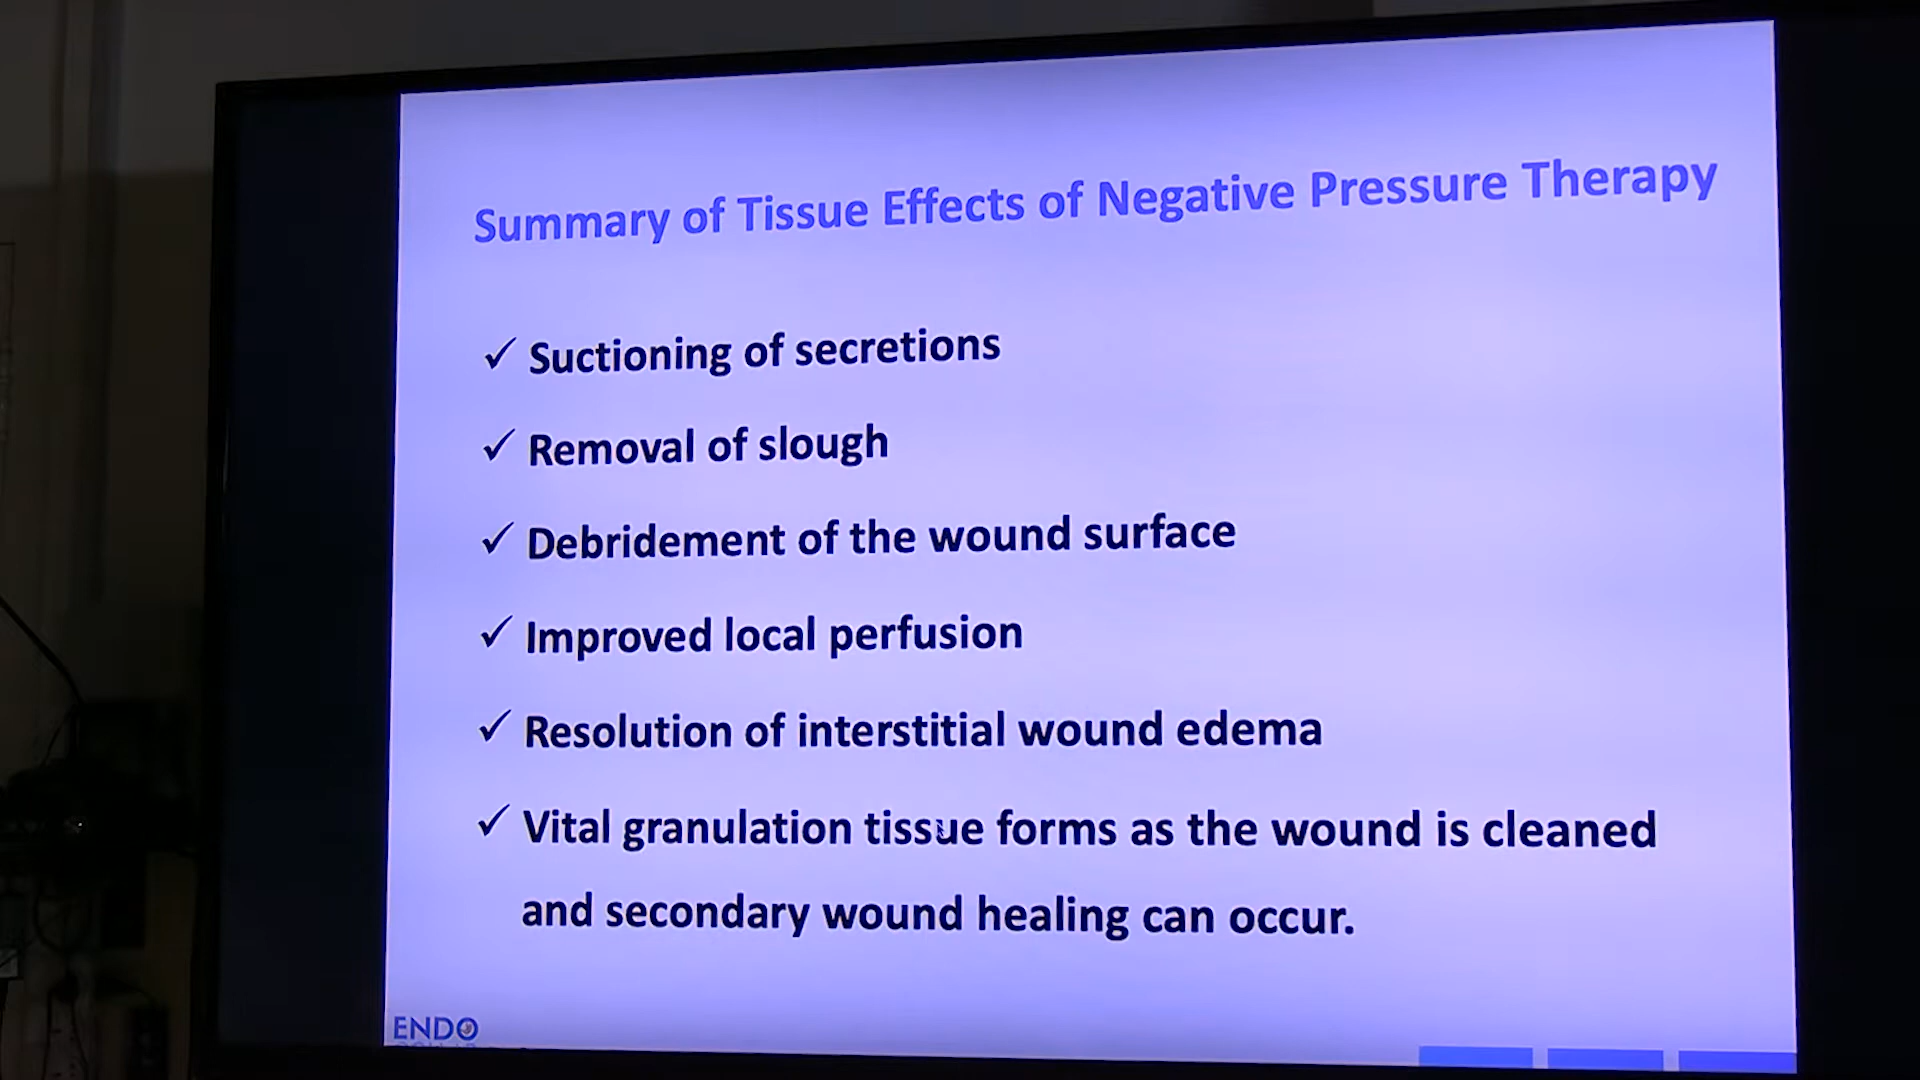 Summary of Tissue Effects of Negative Pressure Therapy
✓ Suctioning of secretions
✓ Removal of slough
✓ Debridement of the wound surface
✓ Improved local perfusion
✓ Resolution of interstitial wound edema
✓ Vital granulation tissue forms as the wound is cleaned
and secondary wound healing can occur.
ENDO